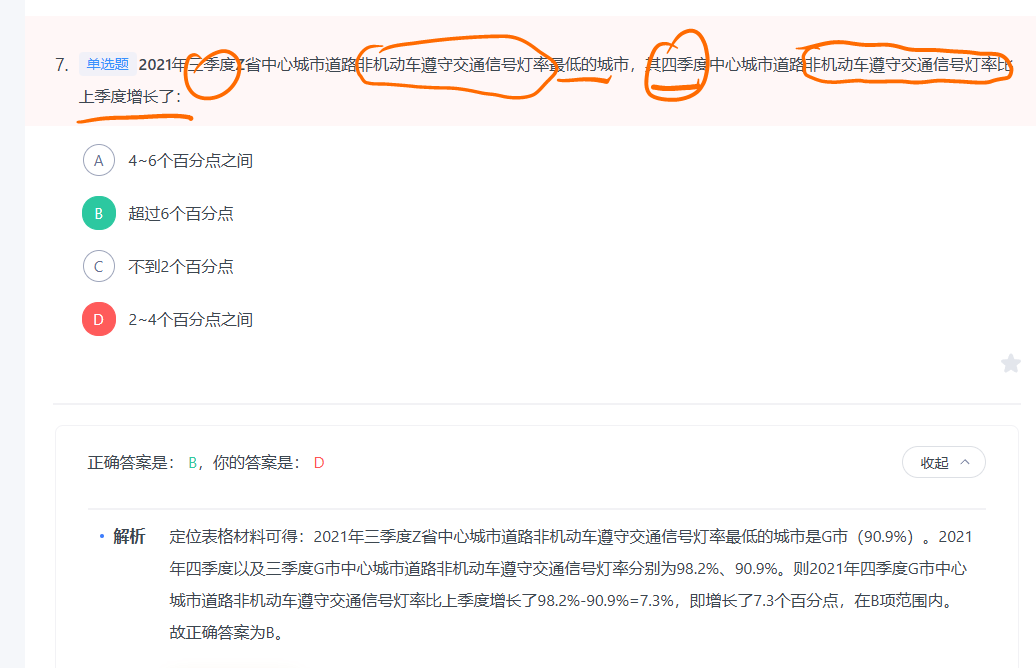 7. 单选题 2021年三季度Z省中心城市道路非机动车遵守交通信号灯率最低的城市，其四季度中心城市道路非机动车遵守交通信号灯率比
上季度增长了：
A 4~6个百分点之间
B 超过6个百分点
C 不到2个百分点
D 2~4个百分点之间
正确答案是： B， 你的答案是： D
收起
解析 定位表格材料可得：2021年三季度Z省中心城市道路非机动车遵守交通信号灯率最低的城市是G市（90.9%）。2021
年四季度以及三季度G市中心城市道路非机动车遵守交通信号灯率分别为98.2%、90.9%。则2021年四季度G市中心
城市道路非机动车遵守交通信号灯率比上季度增长了98.2%-90.9%=7.3%，即增长了7.3个百分点，在B项范围内。
故正确答案为B。